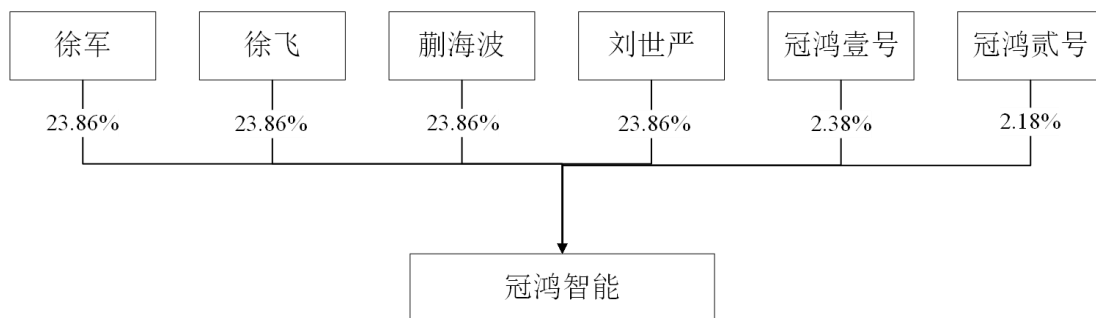 徐军
徐飞
蒯海波
刘世严
冠鸿壹号
冠鸿贰号
23.86%
23.86%
23.86%
23.86%
2.38%
2.18%
冠鸿智能